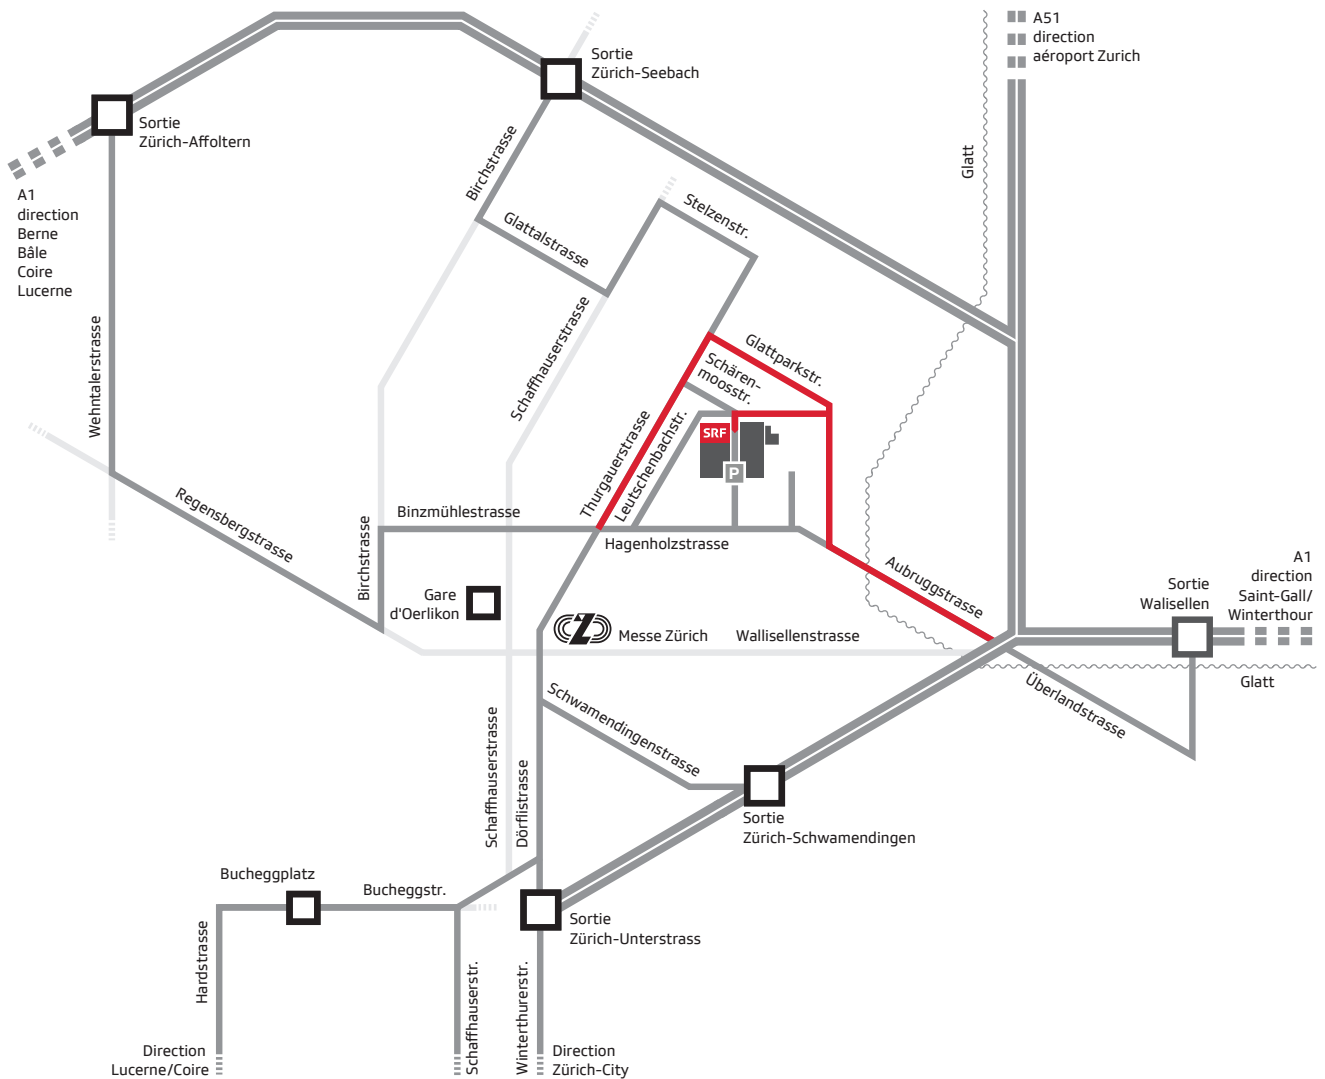 A51
direction
aéroport Zurich
Sortie
Zürich-Seebach
Sortie
Zürich-Affoltern
A1
direction
Berne
Bâle
Coire
Lucerne
Birchstrasse
Glattalstrasse
Stelzenstr.
Glatt
Wehntalerstrasse
Schaffhauserstrasse
Glattparkstr.
Schären-
moosstr.
Thurgauerstrasse
Leutschenbachstr.
SRF
P
Regensbergstrasse
Binzmühlestrasse
Birchstrasse
Hagenholzstrasse
Aubruggstrasse
Gare
d'Oerlikon
Messe Zürich
Wallisellenstrasse
Sortie
Walisellen
A1
direction
Saint-Gall/
Winterthour
Glatt
Überlandstrasse
Schwamendingenstrasse
Schaffhauserstrasse
Dörflistrasse
Sortie
Zürich-Schwamendingen
Bucheggplatz
Bucheggstr.
Sortie
Zürich-Unterstrass
Hardstrasse
Schaffhauserstr.
Winterthurerstr.
Direction
Lucerne/Coire
Direction
Zürich-City